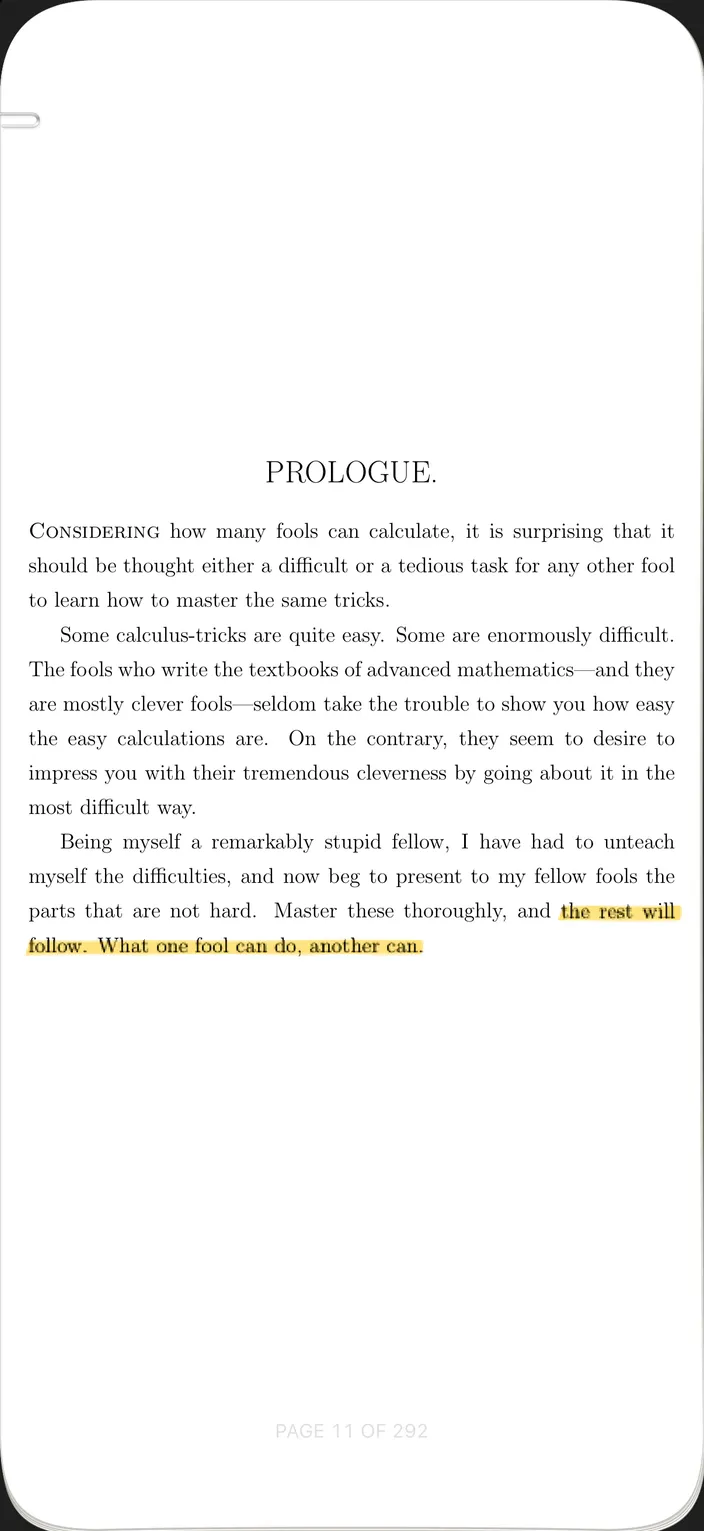 PROLOGUE.
Considering how many fools can calculate, it is surprising that it
should be thought either a difficult or a tedious task for any other fool
to learn how to master the same tricks.
Some calculus-tricks are quite easy. Some are enormously difficult.
The fools who write the textbooks of advanced mathematics—and they
are mostly clever fools—seldom take the trouble to show you how easy
the easy calculations are. On the contrary, they seem to desire to
impress you with their tremendous cleverness by going about it in the
most difficult way.
Being myself a remarkably stupid fellow, I have had to unteach
myself the difficulties, and now beg to present to my fellow fools the
parts that are not hard. Master these thoroughly, and the rest will
follow. What one fool can do, another can.
PAGE 11 OF 292